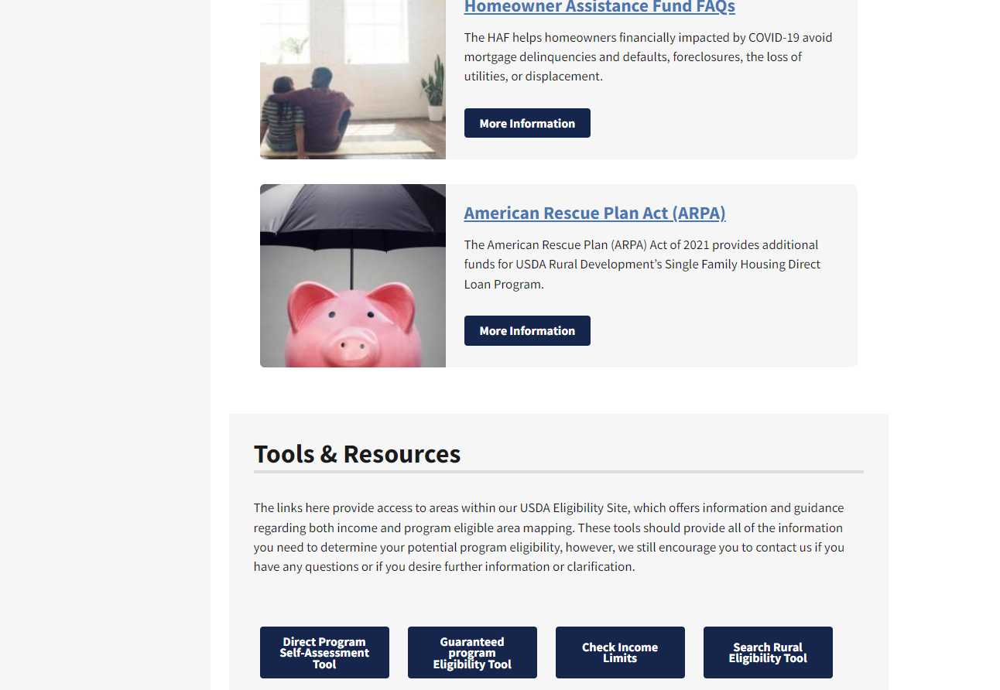 Homeowner Assistance Fund FAQs
The HAF helps homeowners financially impacted by COVID-19 avoid
mortgage delinquencies and defaults, foreclosures, the loss of
utilities, or displacement.
More Information
American Rescue Plan Act (ARPA)
The American Rescue Plan (ARPA) Act of 2021 provides additional
funds for USDA Rural Development’s Single Family Housing Direct
Loan Program.
More Information
Tools & Resources
The links here provide access to areas within our USDA Eligibility Site, which offers information and guidance
regarding both income and program eligible area mapping. These tools should provide all of the information
you need to determine your potential program eligibility, however, we still encourage you to contact us if you
have any questions or if you desire further information or clarification.
Direct Program
Self-Assessment
Tool
Guaranteed
program
Eligibility Tool
Check Income
Limits
Search Rural
Eligibility Tool